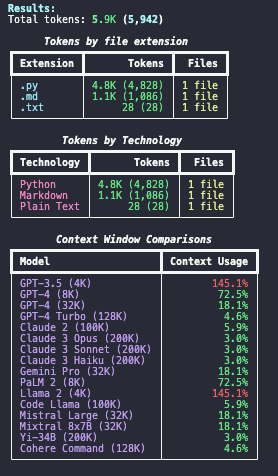 Results:
Total tokens: 5.9K (5,942)
Tokens by file extension
Extension Tokens Files
.py 4.8K (4,828) 1 file
.md 1.1K (1,086) 1 file
.txt 28 (28) 1 file
Tokens by Technology
Technology Tokens Files
Python 4.8K (4,828) 1 file
Markdown 1.1K (1,086) 1 file
Plain Text 28 (28) 1 file
Context Window Comparisons
Model Context Usage
GPT-3.5 (4K) 145.1%
GPT-4 (8K) 72.5%
GPT-4 (32K) 18.1%
GPT-4 Turbo (128K) 4.6%
Claude 2 (100K) 5.9%
Claude 3 Opus (200K) 3.0%
Claude 3 Sonnet (200K) 3.0%
Claude 3 Haiku (200K) 3.0%
Gemini Pro (32K) 18.1%
PaLM 2 (8K) 72.5%
Llama 2 (4K) 145.1%
Code Llama (100K) 5.9%
Mistral Large (32K) 18.1%
Mixtral 8x7B (32K) 18.1%
Yi-34B (200K) 3.0%
Cohere Command (128K) 4.6%